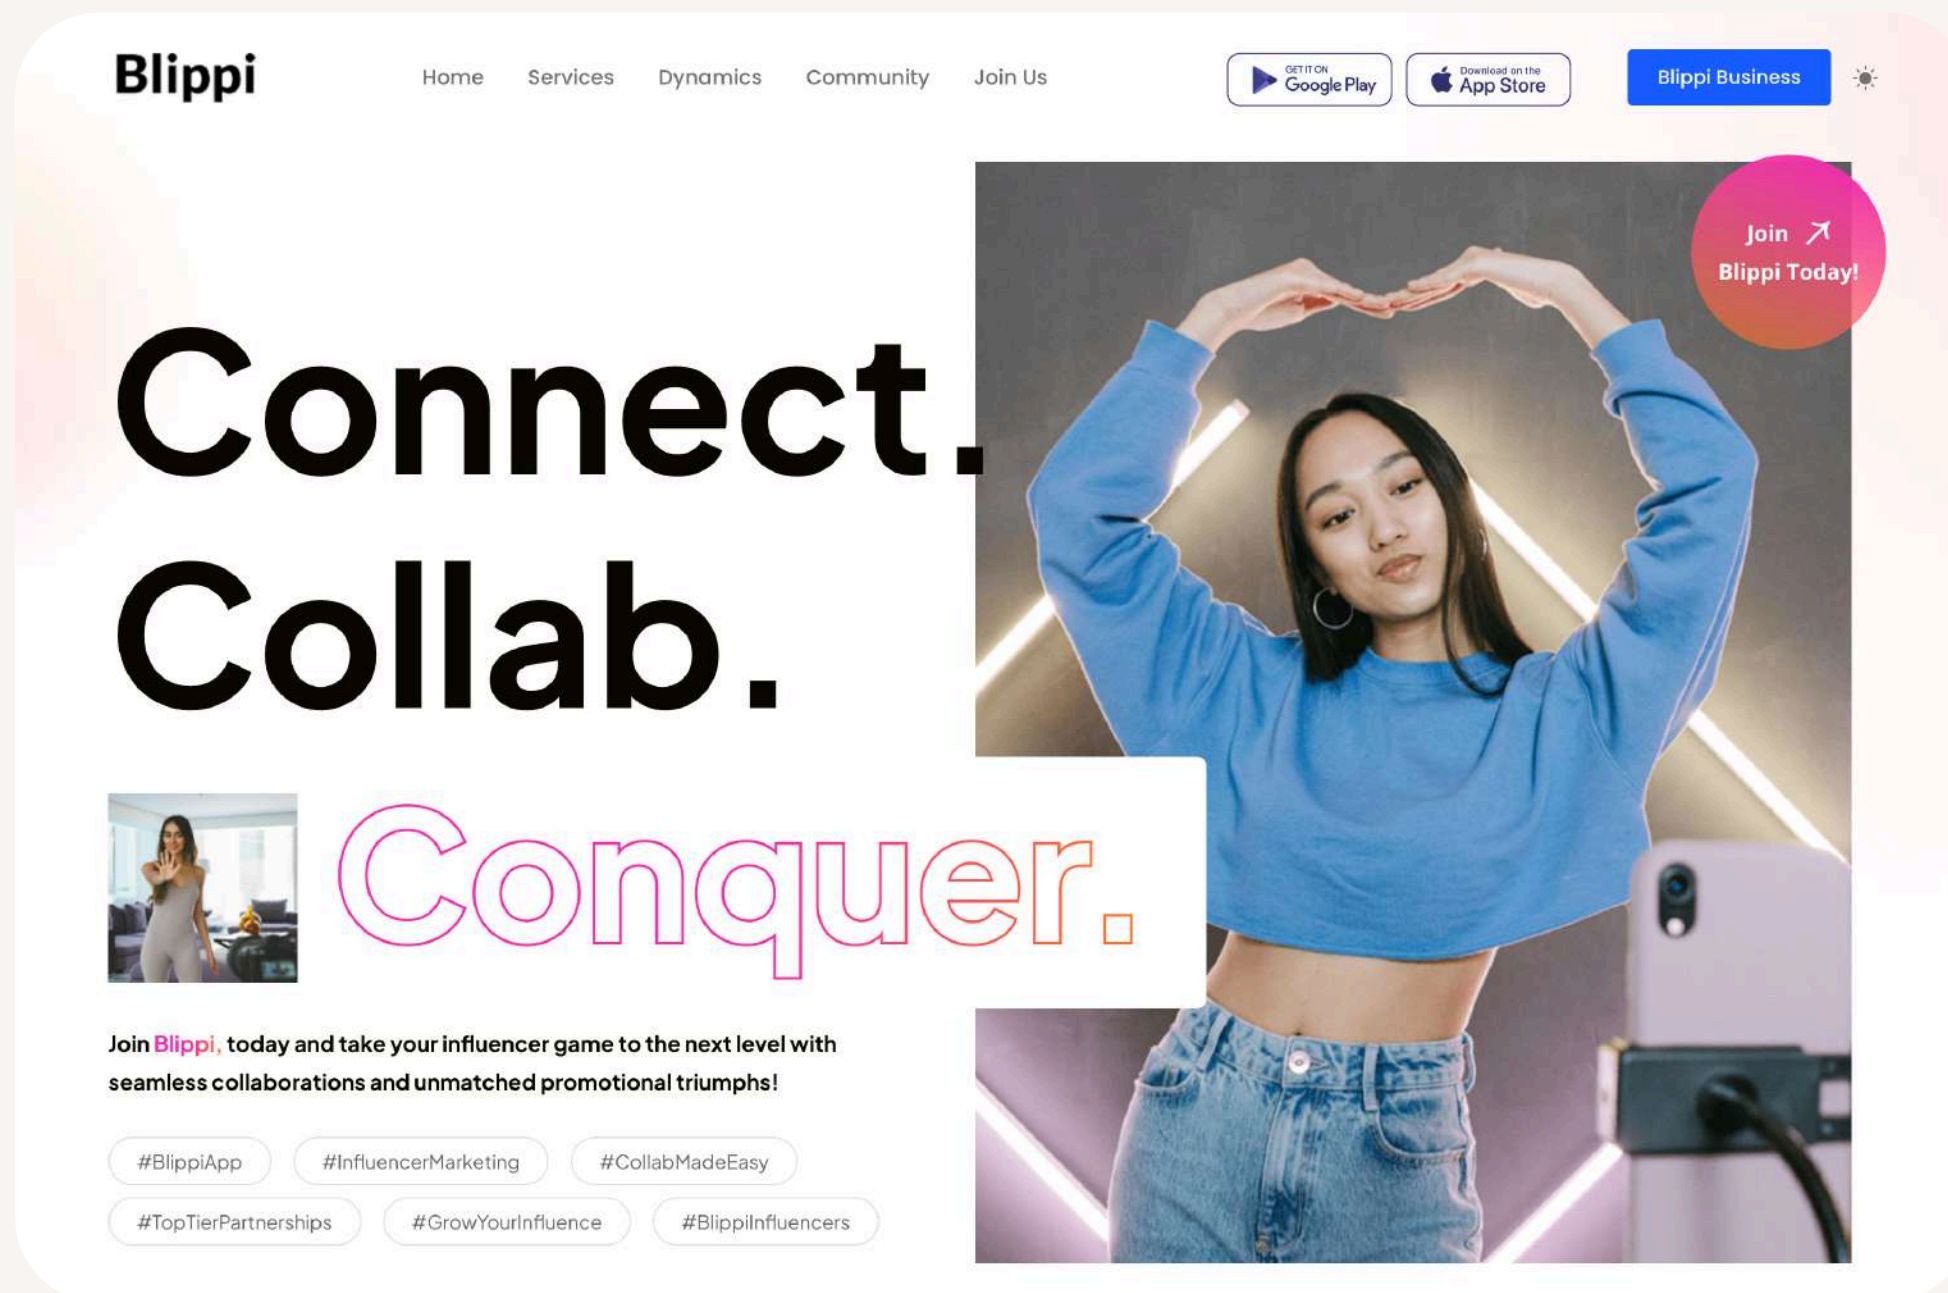 Blippi
Home Services Dynamics Community Join Us
GET IT ON
Google Play
Download on the
App Store
Blippi Business
Join
Blippi Today!
Connect.
Collab.
Conquer.
Join Blippi, today and take your influencer game to the next level with
seamless collaborations and unmatched promotional triumphs!
#BlippiApp #InfluencerMarketing #CollabMadeEasy
#TopTierPartnerships #GrowYourInfluence #BlippiInfluencers